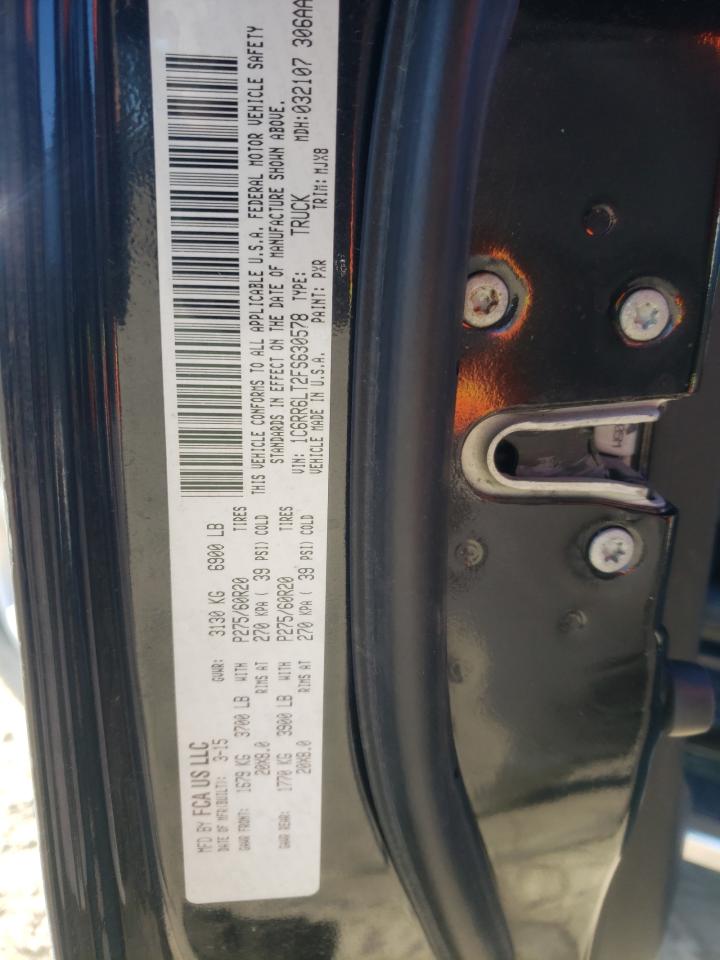 MFD BY FCA US LLC
DATE OF MFR(BUILT): 3-15 GVWR: 3130 KG 6900 LB
GAWR FRONT: 1679 KG 3700 LB WITH P275/60R20 TIRES
20X8.0 RIMS AT 270 KPA ( 39 PSI) COLD
GAWR REAR: 1770 KG 3900 LB WITH P275/60R20 TIRES
20X8.0 RIMS AT 270 KPA ( 39 PSI) COLD
THIS VEHICLE CONFORMS TO ALL APPLICABLE U.S.A. FEDERAL MOTOR VEHICLE SAFETY
STANDARDS IN EFFECT ON THE DATE OF MANUFACTURE SHOWN ABOVE.
VIN: 1C6RR6LT2FS630578 TYPE: TRUCK MDH:032107 306AA
VEHICLE MADE IN U.S.A. PAINT: PXR TRIM: MJX8